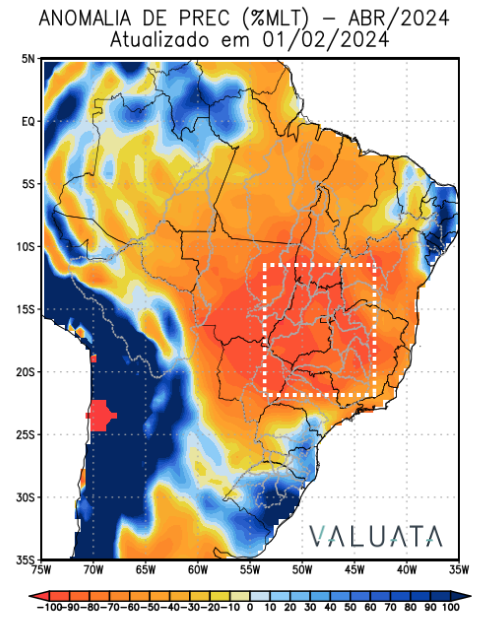 ANOMALIA DE PREC (%MLT) – ABR/2024
Atualizado em 01/02/2024
5N
EQ
5S
10S
15S
20S
25S
30S
35S
VALUATA
75W 70W 65W 60W 55W 50W 45W 40W 35W
-100 -90 -80 -70 -60 -50 -40 -30 -20 -10 0 10 20 30 40 50 60 70 80 90 100